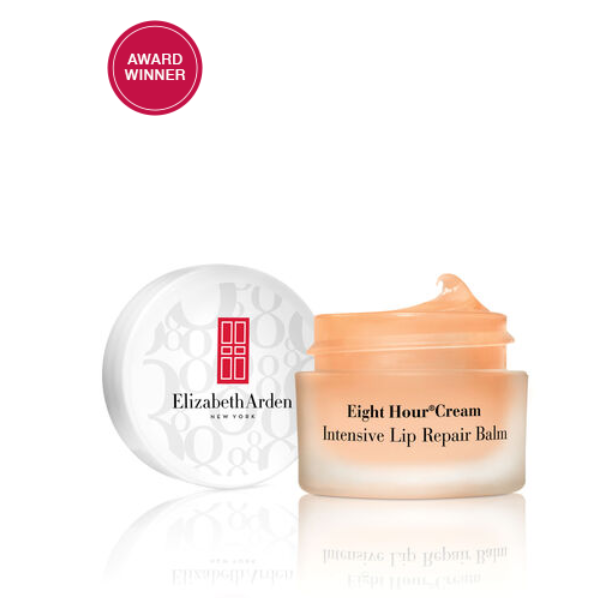 AWARD
WINNER
Elizabeth Arden
NEW YORK
Eight Hour® Cream
Intensive Lip Repair Balm